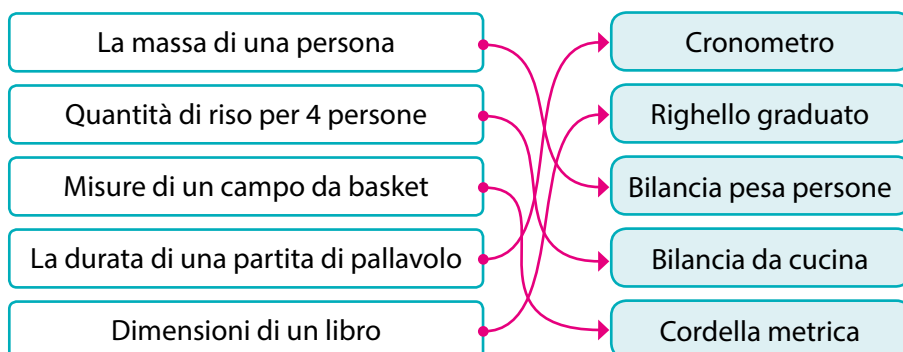 La massa di una persona
Cronometro
Quantità di riso per 4 persone
Righello graduato
Misure di un campo da basket
Bilancia pesa persone
La durata di una partita di pallavolo
Bilancia da cucina
Dimensioni di un libro
Cordella metrica